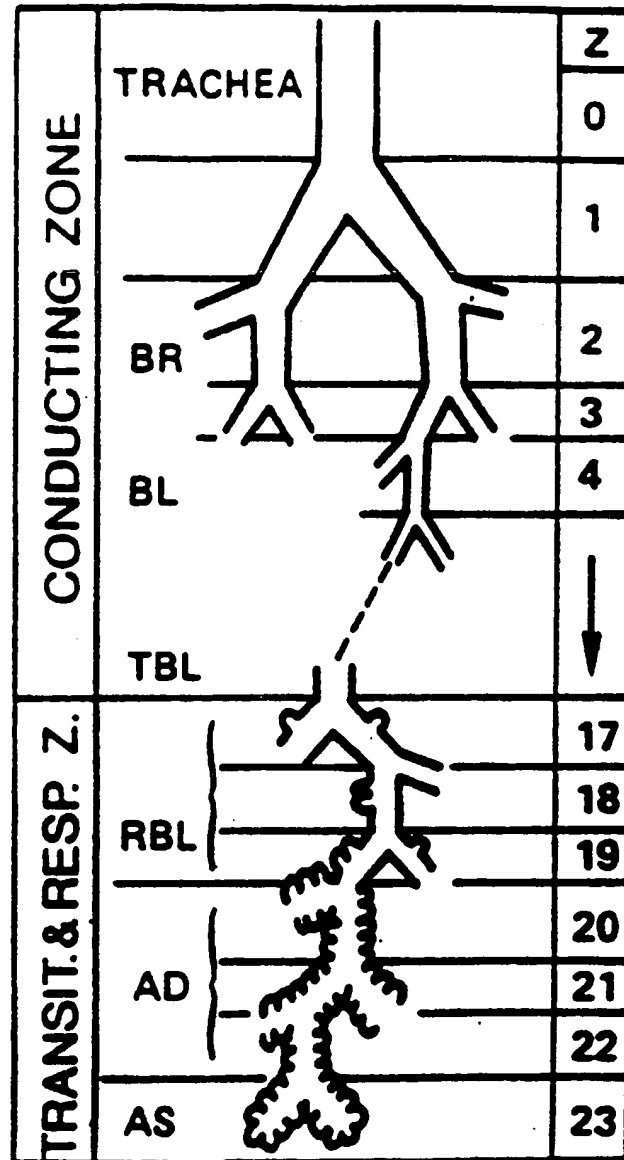 CONDUCTING ZONE
TRANSIT. & RESP. Z.
Z
TRACHEA
0
1
BR
2
3
BL
4
TBL
17
18
RBL
19
20
AD
21
22
AS
23